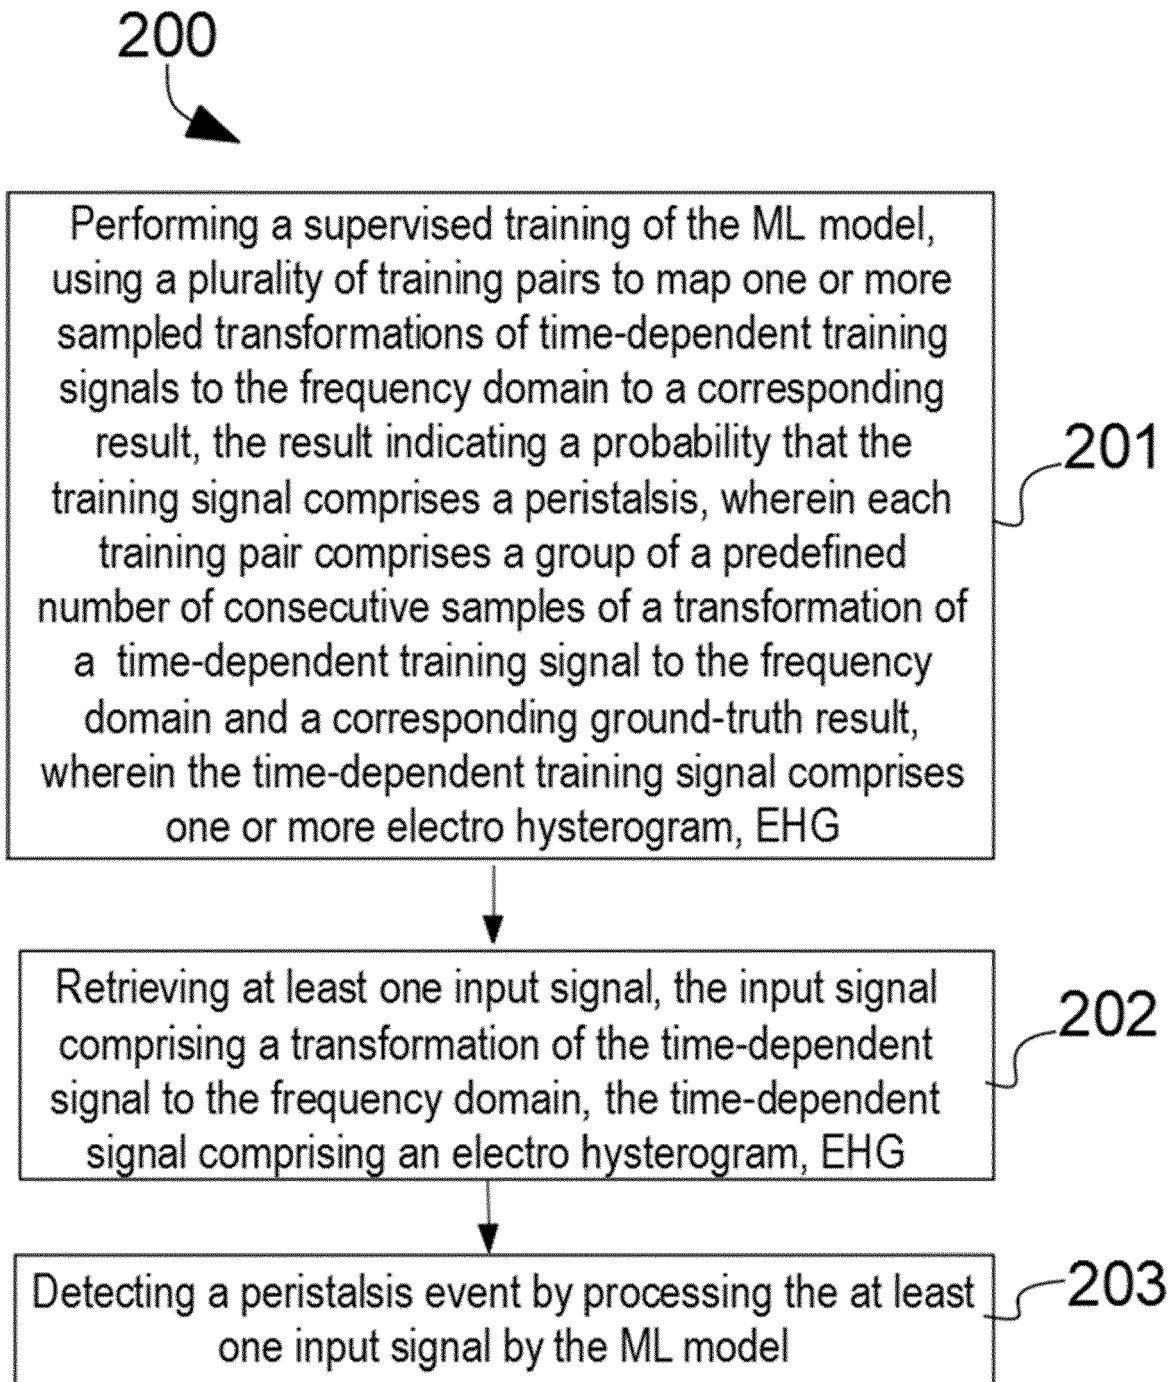 200
Performing a supervised training of the ML model,
using a plurality of training pairs to map one or more
sampled transformations of time-dependent training
signals to the frequency domain to a corresponding
result, the result indicating a probability that the
training signal comprises a peristalsis, wherein each
training pair comprises a group of a predefined
number of consecutive samples of a transformation of
a time-dependent training signal to the frequency
domain and a corresponding ground-truth result,
wherein the time-dependent training signal comprises
one or more electro hysterogram, EHG
201
Retrieving at least one input signal, the input signal
comprising a transformation of the time-dependent
signal to the frequency domain, the time-dependent
signal comprising an electro hysterogram, EHG
202
Detecting a peristalsis event by processing the at least
one input signal by the ML model
203